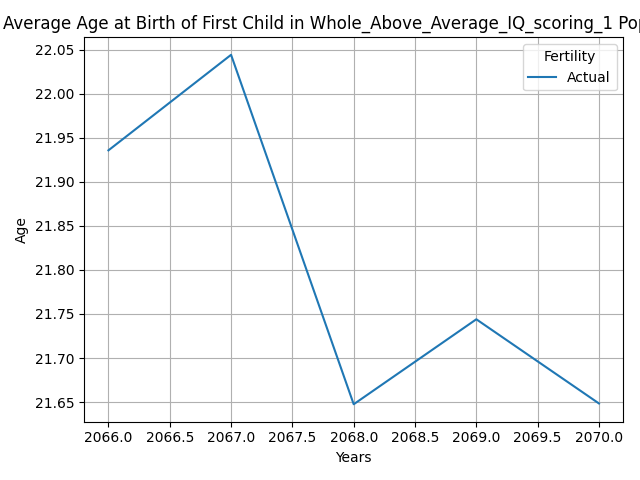 Average Age at Birth of First Child in Whole_Above_Average_IQ_scoring_1
Fertility
Actual
22.05
22.00
21.95
21.90
21.85
21.80
21.75
21.70
21.65
Age
2066.0 2066.5 2067.0 2067.5 2068.0 2068.5 2069.0 2069.5 2070.0
Years